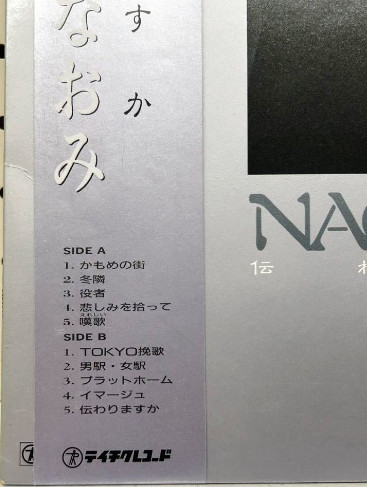 すか
なおみ
NA
伝わ
SIDE A
1. かもめの街
2. 冬隣
3. 役者
4. 悲しみを拾って
5. 嘆歌
SIDE B
1. TOKYO挽歌
2. 男駅・女駅
3. プラットホーム
4. イマージュ
5. 伝わりますか
テイチクレコード